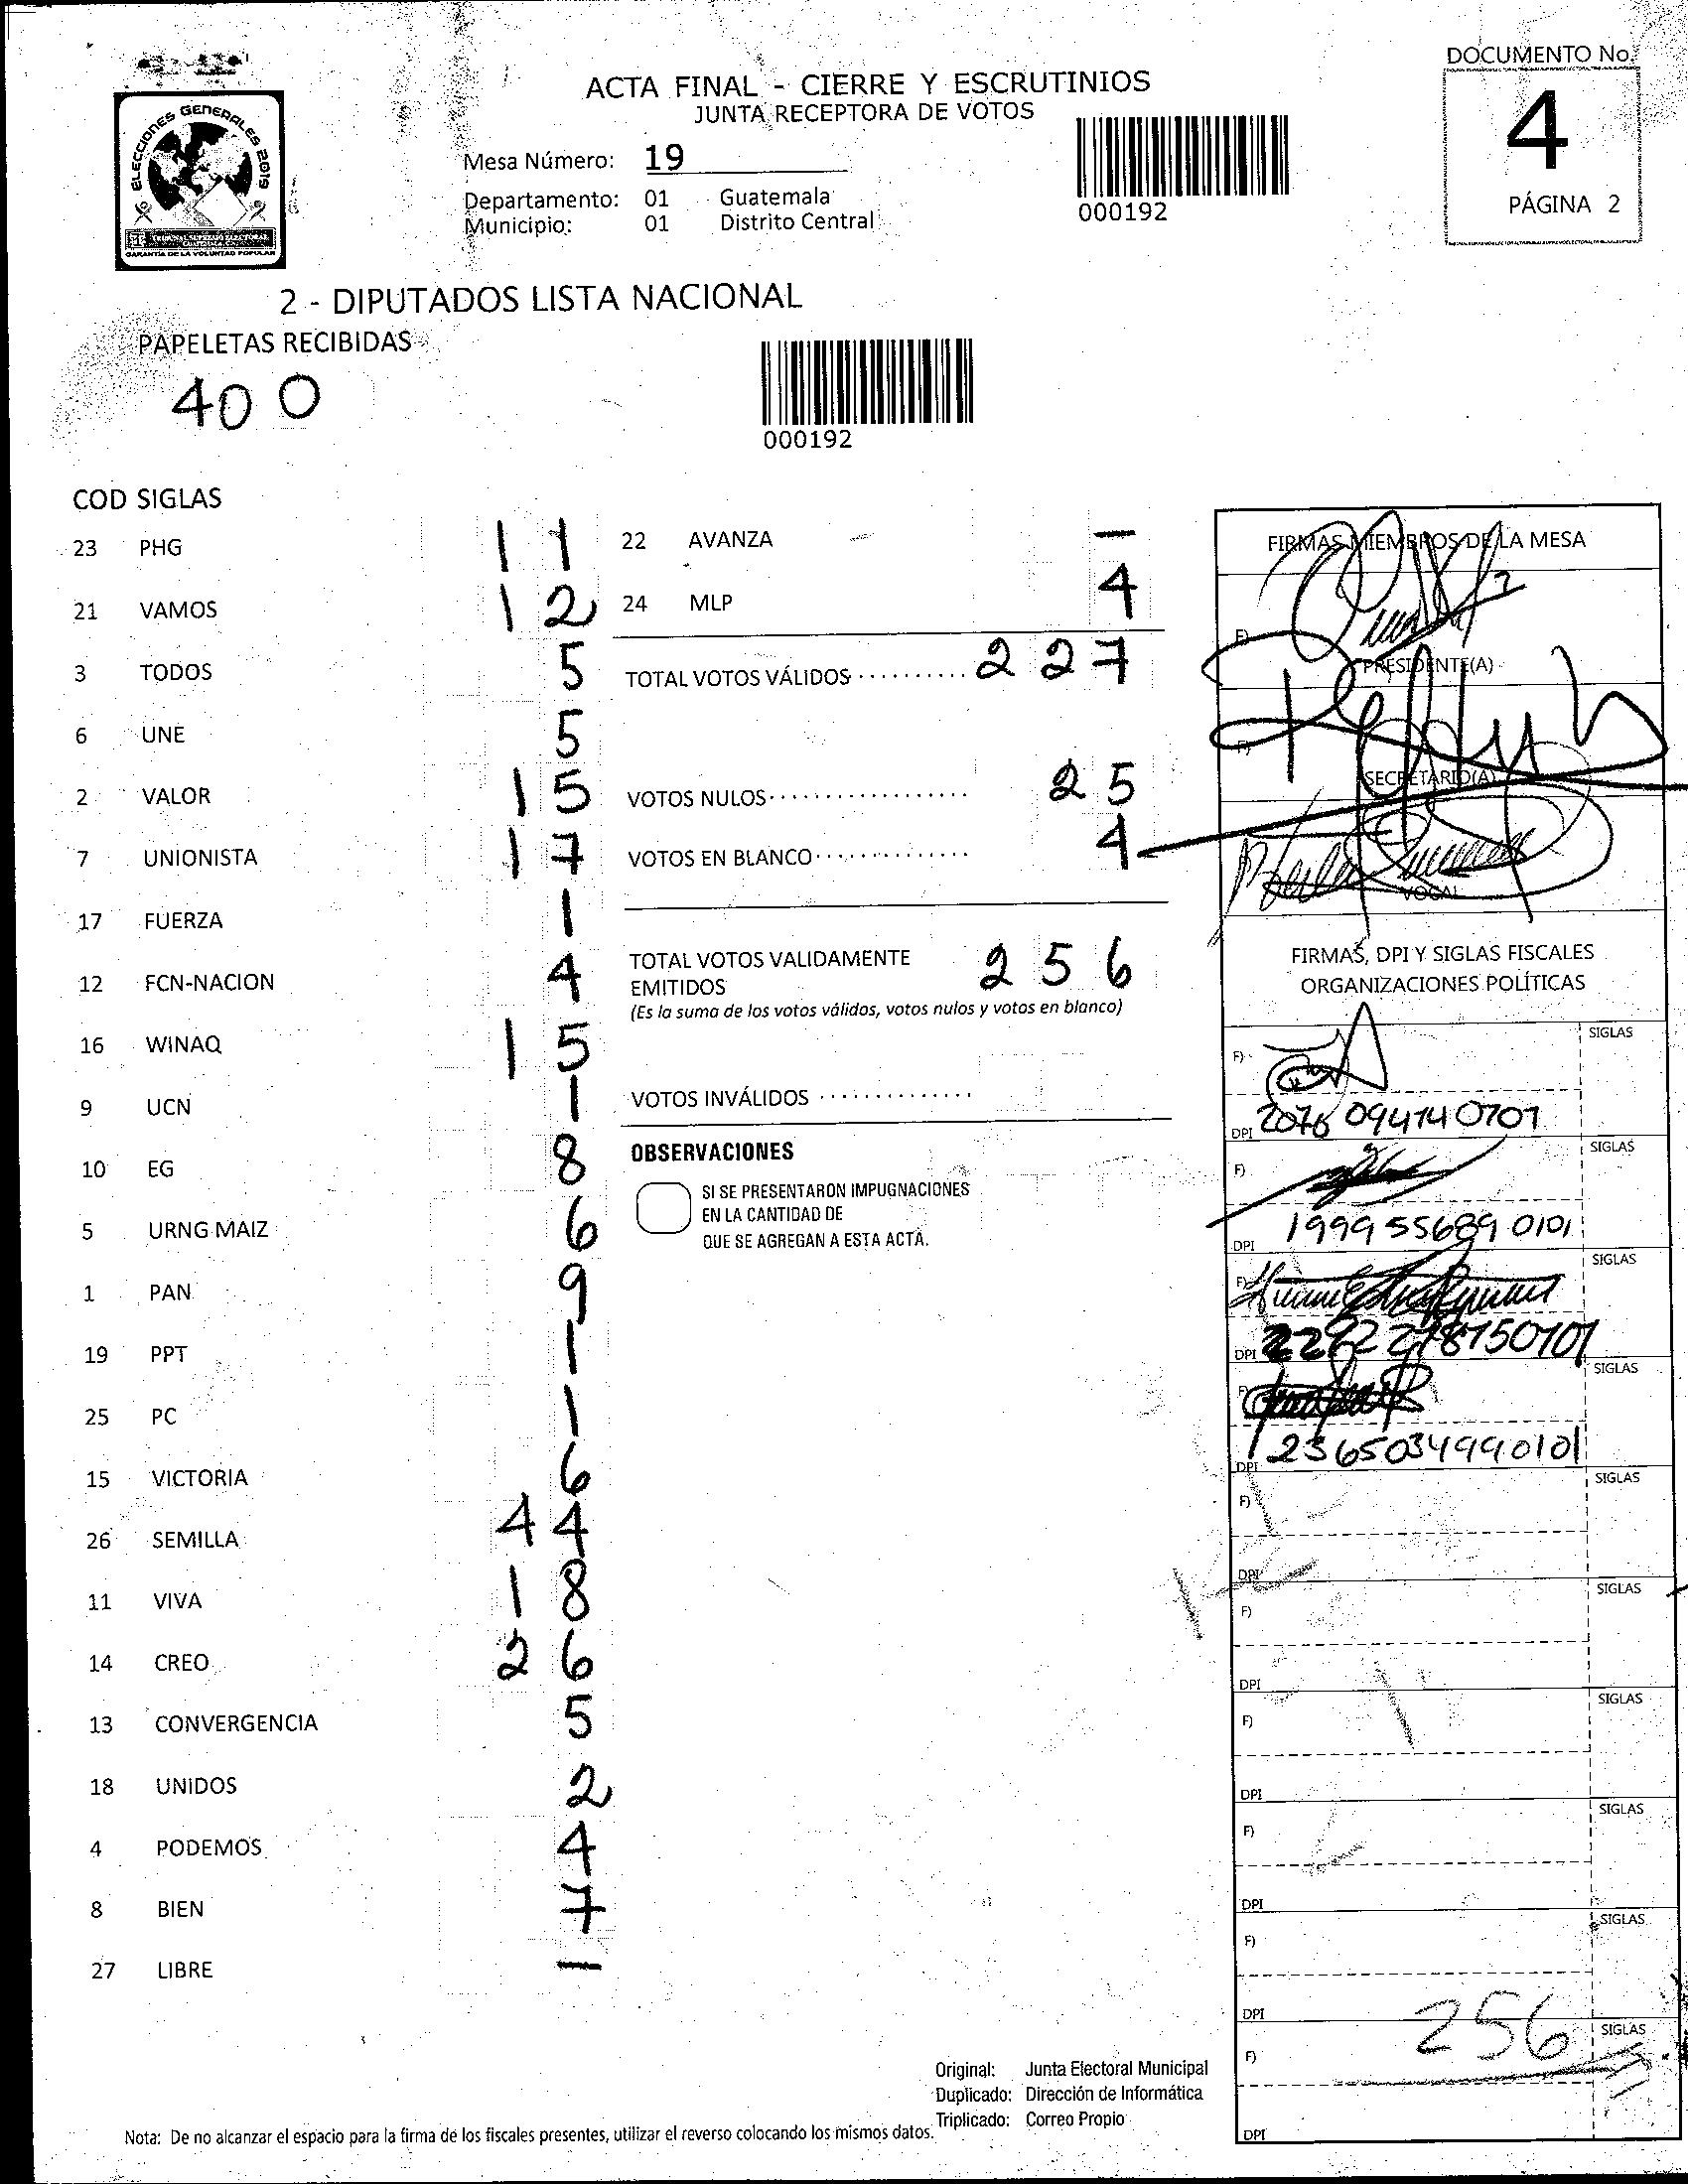 ELECCIONES GENERALES 2019
TRIBUNAL SUPREMO ELECTORAL
GUATEMALA, C.A.
GARANTÍA DE LA VOLUNTAD POPULAR
ACTA FINAL - CIERRE Y ESCRUTINIOS
JUNTA RECEPTORA DE VOTOS
Mesa Número: 19
Departamento: 01 Guatemala
Municipio: 01 Distrito Central
000192
DOCUMENTO No.
4
PÁGINA 2
2 - DIPUTADOS LISTA NACIONAL
PAPELETAS RECIBIDAS
400
000192
COD SIGLAS
23 PHG 11
21 VAMOS 12
3 TODOS 5
6 UNE 5
2 VALOR 15
7 UNIONISTA 17
17 FUERZA 1
12 FCN-NACION 4
16 WINAQ 15
9 UCN 1
10 EG 8
5 URNG MAIZ 6
1 PAN 9
19 PPT 1
25 PC 1
15 VICTORIA 6
26 SEMILLA 44
11 VIVA 18
14 CREO 26
13 CONVERGENCIA 5
18 UNIDOS 2
4 PODEMOS 4
8 BIEN 7
27 LIBRE –
22 AVANZA –
24 MLP 4
TOTAL VOTOS VÁLIDOS .......... 227
VOTOS NULOS .................. 25
VOTOS EN BLANCO .............. 4
TOTAL VOTOS VALIDAMENTE
EMITIDOS 256
(Es la suma de los votos válidos, votos nulos y votos en blanco)
VOTOS INVÁLIDOS ..............
OBSERVACIONES
SI SE PRESENTARON IMPUGNACIONES
EN LA CANTIDAD DE
QUE SE AGREGAN A ESTA ACTA.
FIRMAS MIEMBROS DE LA MESA
F)
PRESIDENTE(A)
F)
SECRETARIO(A)
VOCAL
FIRMAS, DPI Y SIGLAS FISCALES
ORGANIZACIONES POLÍTICAS
F) SIGLAS
DPI 2076 09474 0701
F) SIGLAS
DPI 1999 55689 0101
F) SIGLAS
DPI 2292 27875 0101
F) SIGLAS
DPI 2365 03499 0101
F) SIGLAS
DPI
F) SIGLAS
DPI
F) SIGLAS
DPI
F) SIGLAS
DPI
F) SIGLAS
DPI
256
F) SIGLAS
DPI
Original: Junta Electoral Municipal
Duplicado: Dirección de Informática
Triplicado: Correo Propio
Nota: De no alcanzar el espacio para la firma de los fiscales presentes, utilizar el reverso colocando los mismos datos.